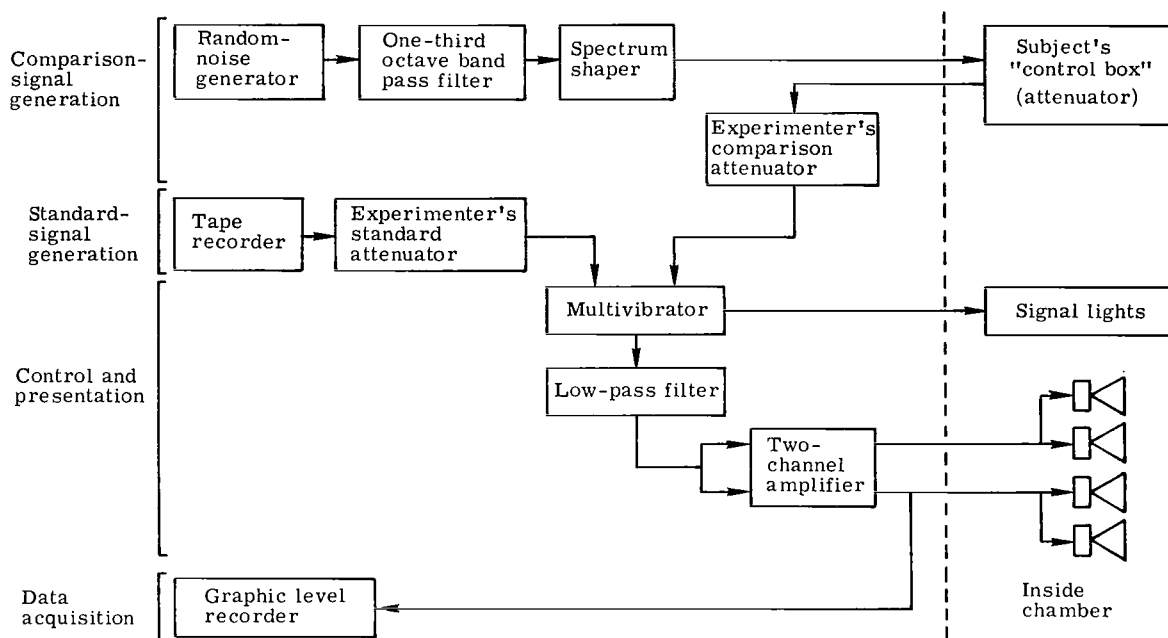 Comparison-
signal
generation
Random-
noise
generator
One-third
octave band
pass filter
Spectrum
shaper
Subject's
"control box"
(attenuator)
Experimenter's
comparison
attenuator
Standard-
signal
generation
Tape
recorder
Experimenter's
standard
attenuator
Control and
presentation
Multivibrator
Signal lights
Low-pass filter
Two-
channel
amplifier
Data
acquisition
Graphic level
recorder
Inside
chamber